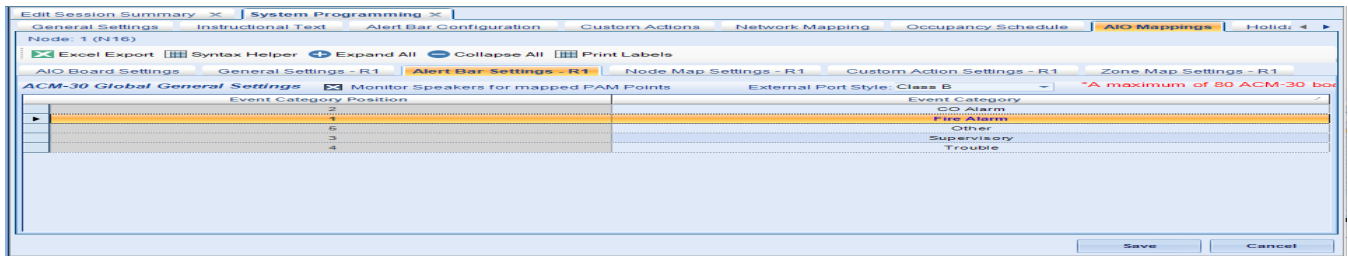 Edit Session Summary System Programming
General Settings Instructional Text Alert Bar Configuration Custom Actions Network Mapping Occupancy Schedule AIO Mappings Holid
Node: 1 (N16)
Excel Export Syntax Helper Expand All Collapse All Print Labels
AIO Board Settings General Settings - R1 Alert Bar Settings - R1 Node Map Settings - R1 Custom Action Settings - R1 Zone Map Settings - R1
ACM-30 Global General Settings Monitor Speakers for mapped PAM Points External Port Style: Class B *A maximum of 80 ACM-30 boa
Event Category Position Event Category
2 CO Alarm
1 Fire Alarm
5 Other
3 Supervisory
4 Trouble
Save Cancel